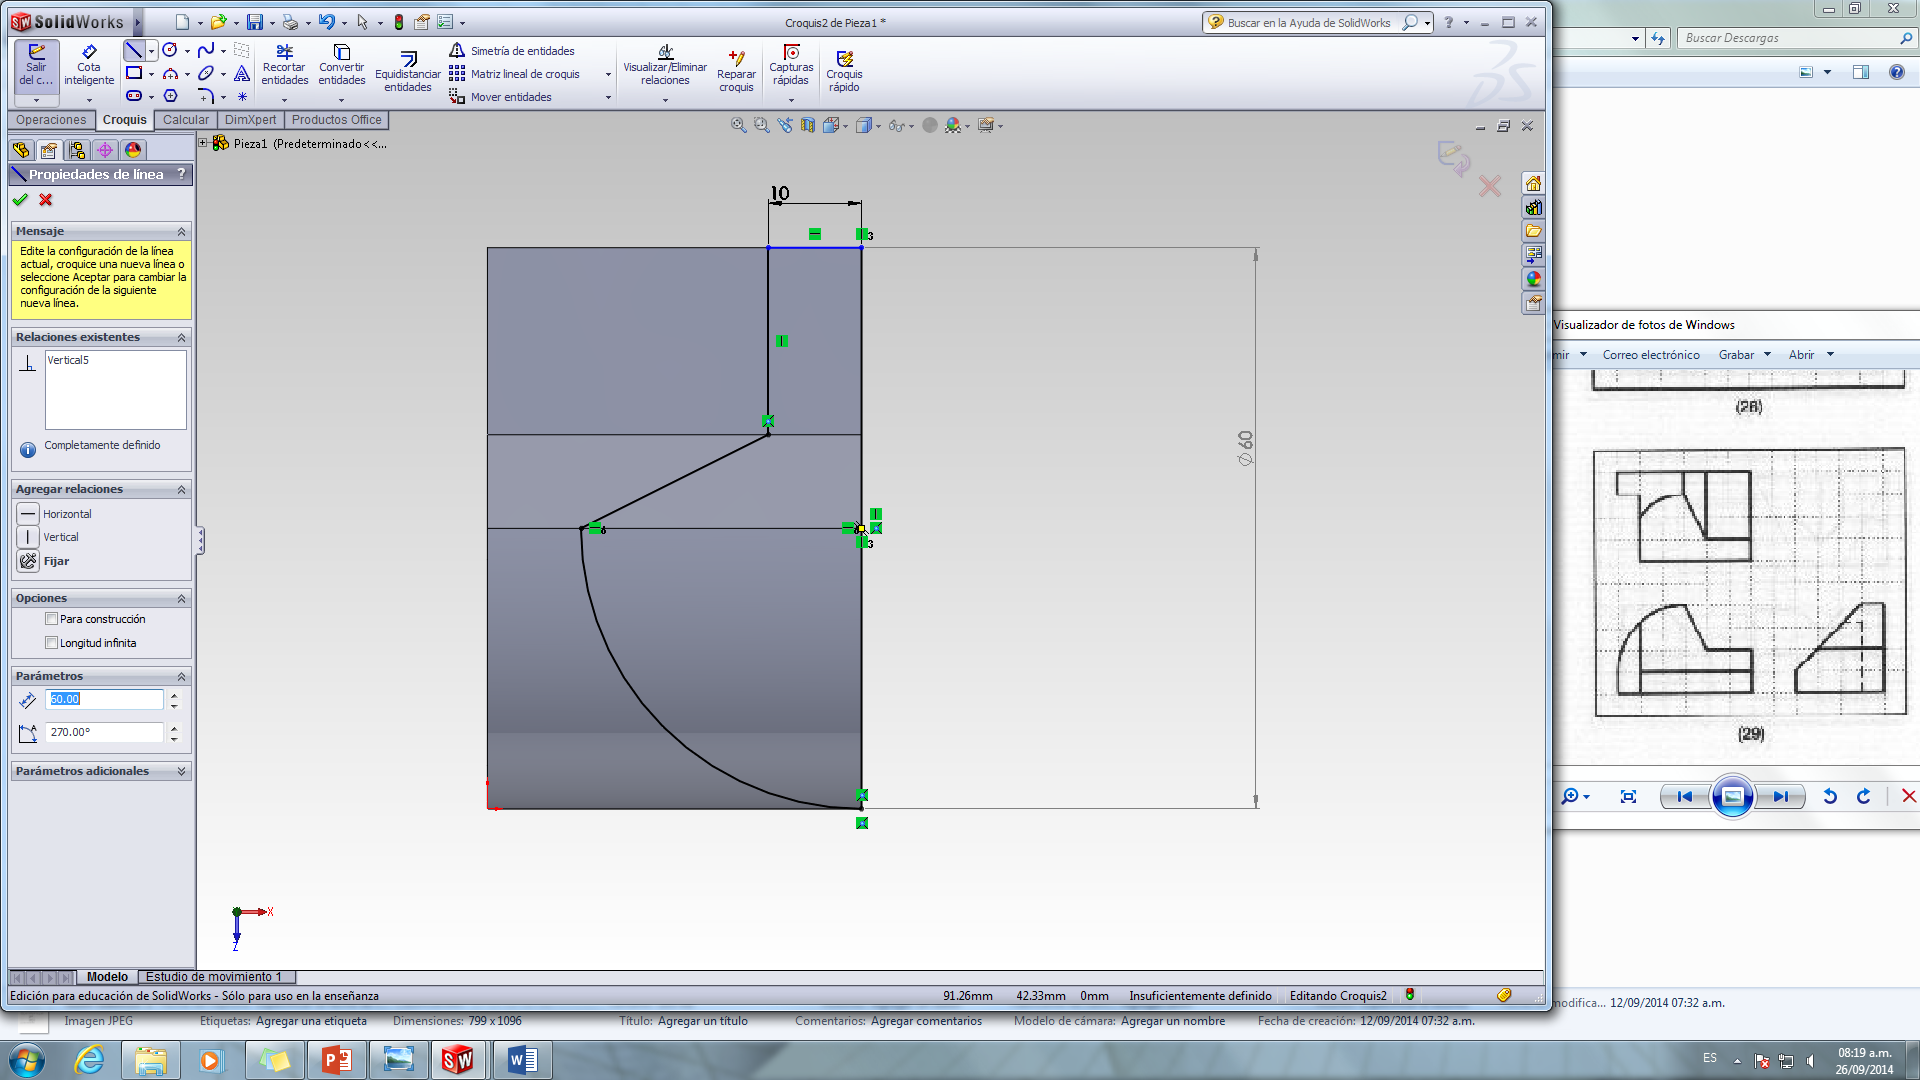 SolidWorks
Croquis2 de Pieza1 *
Buscar en la Ayuda de SolidWorks
Buscar Descargas
Salir del c...
Cota inteligente
Recortar entidades
Convertir entidades
Equidistanciar entidades
Simetría de entidades
Matriz lineal de croquis
Mover entidades
Visualizar/Eliminar relaciones
Reparar croquis
Capturas rápidas
Croquis rápido
Operaciones
Croquis
Calcular
DimXpert
Productos Office
Pieza1 (Predeterminado<<...
Propiedades de línea
?
Mensaje
Edite la configuración de la línea
actual, croquice una nueva línea o
seleccione Aceptar para cambiar la
configuración de la siguiente
nueva línea.
Relaciones existentes
Vertical5
Completamente definido
Agregar relaciones
Horizontal
Vertical
Fijar
Opciones
Para construcción
Longitud infinita
Parámetros
60.00
270.00°
Parámetros adicionales
10
3
6
3
∅60
X
Z
Visualizador de fotos de Windows
mir
Correo electrónico
Grabar
Abrir
(28)
(29)
Modelo
Estudio de movimiento 1
Edición para educación de SolidWorks - Sólo para uso en la enseñanza
91.26mm
42.33mm
0mm
Insuficientemente definido
Editando Croquis2
modifica... 12/09/2014 07:32 a.m.
Imagen JPEG
Etiquetas: Agregar una etiqueta
Dimensiones: 799 x 1096
Título: Agregar un título
Comentarios: Agregar comentarios
Modelo de cámara: Agregar un nombre
Fecha de creación: 12/09/2014 07:32 a.m.
ES
08:19 a.m.
26/09/2014